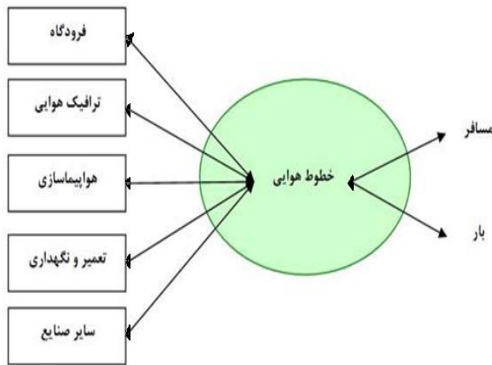 فرودگاه
ترافیک هوایی
هواپیماسازی
تعمیر و نگهداری
سایر صنایع
خطوط هوایی
مسافر
بار